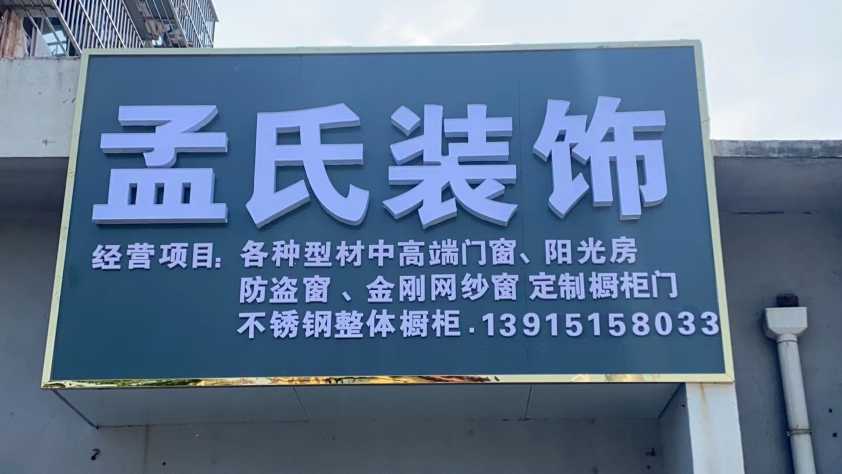 孟氏装饰
经营项目：各种型材中高端门窗、阳光房
防盗窗、金刚网纱窗 定制橱柜门
不锈钢整体橱柜.13915158033